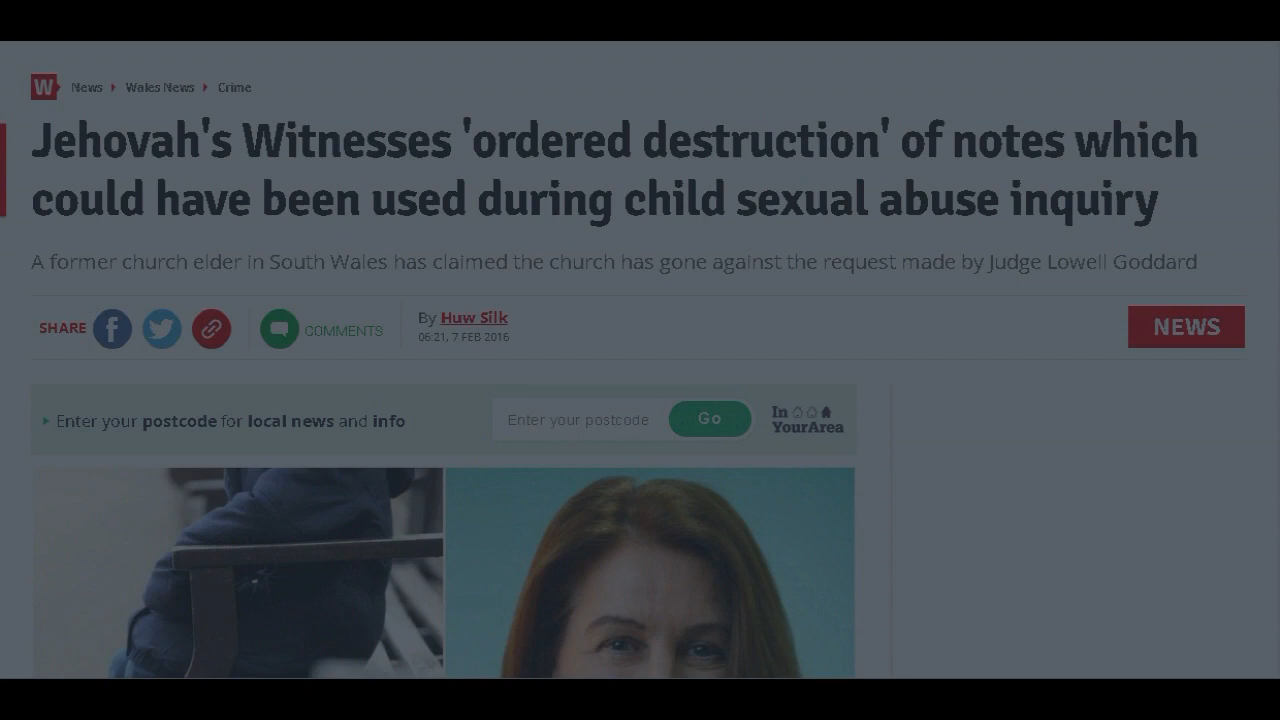 W News Wales News Crime
Jehovah's Witnesses 'ordered destruction' of notes which
could have been used during child sexual abuse inquiry
A former church elder in South Wales has claimed the church has gone against the request made by Judge Lowell Goddard
SHARE f COMMENTS By Huw Silk NEWS
06:21, 7 FEB 2016
Enter your postcode for local news and info Enter your postcode Go In
YourArea